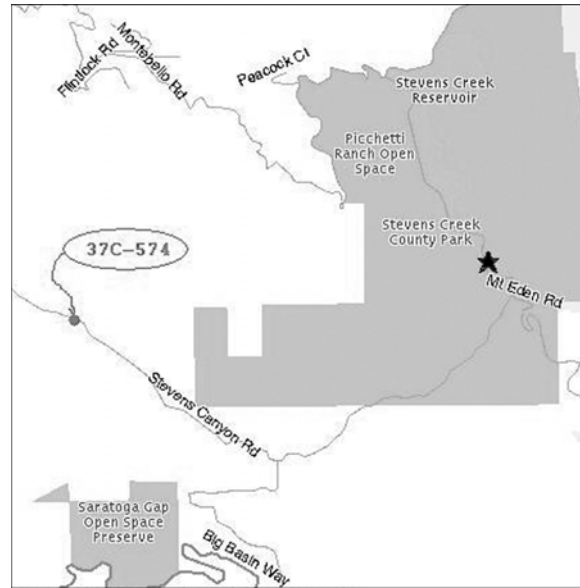 Flintlock Rd
Montebello Rd
Peacock Ct
Stevens Creek
Reservoir
Picchetti
Ranch Open
Space
Stevens Creek
County Park
37C-574
Mt Eden Rd
Stevens Canyon Rd
Saratoga Gap
Open Space
Preserve
Big Basin Way